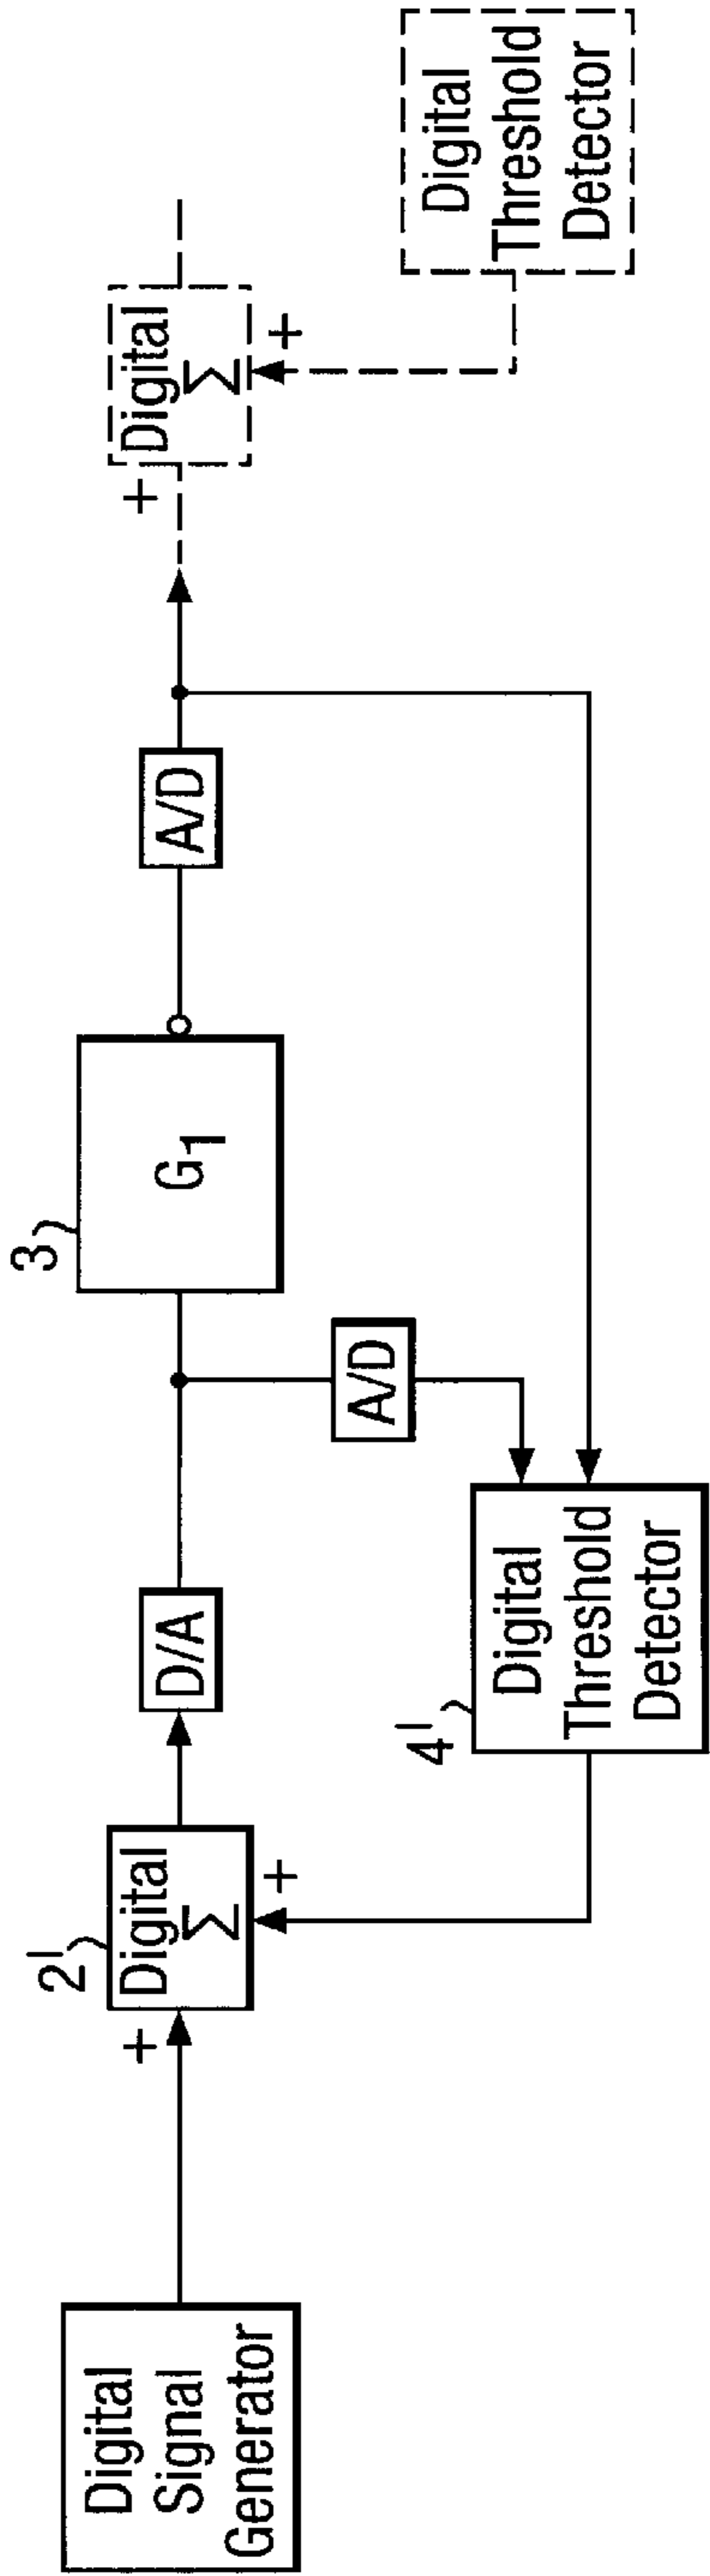 Digital
Signal
Generator
+
2'
Digital
Σ
+
D/A
4'
Digital
Threshold
Detector
A/D
3
G1
A/D
+
Digital
Σ
+
Digital
Threshold
Detector